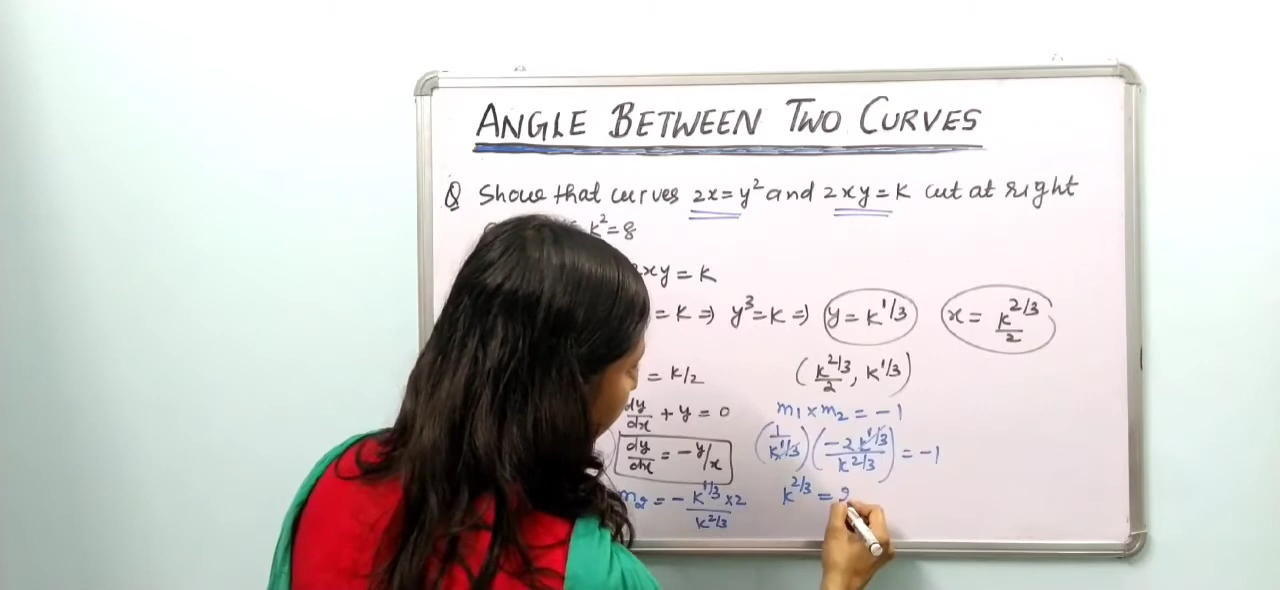 ANGLE BETWEEN TWO CURVES
Q Show that curves 2x = y² and 2xy = K cut at right
k² = 8
xy = K
= K ⇒ y³ = K ⇒ y = K^1/3 x = K^2/3 / 2
= K/2 (K^2/3 / 2, K^1/3)
dy/dx + y = 0 m₁ × m₂ = -1
dy/dx = -y/x (1 / K^1/3) (-2 K^1/3 / K^2/3) = -1
m₂ = - K^1/3 × 2 / K^2/3 K^2/3 =